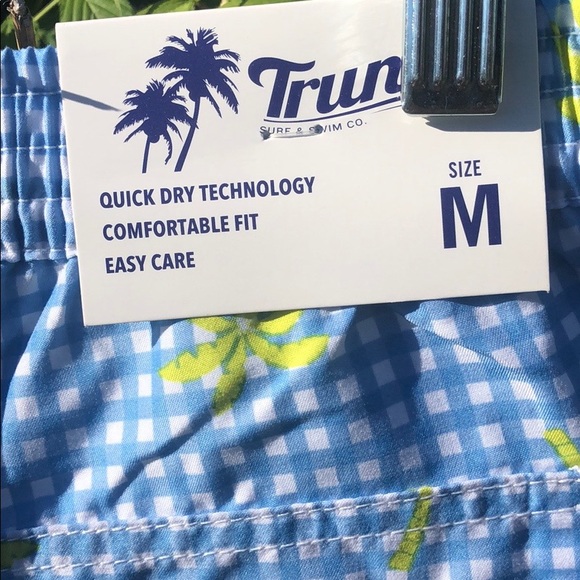 Trun
SURF & SWIM CO.
QUICK DRY TECHNOLOGY
COMFORTABLE FIT
EASY CARE
SIZE
M